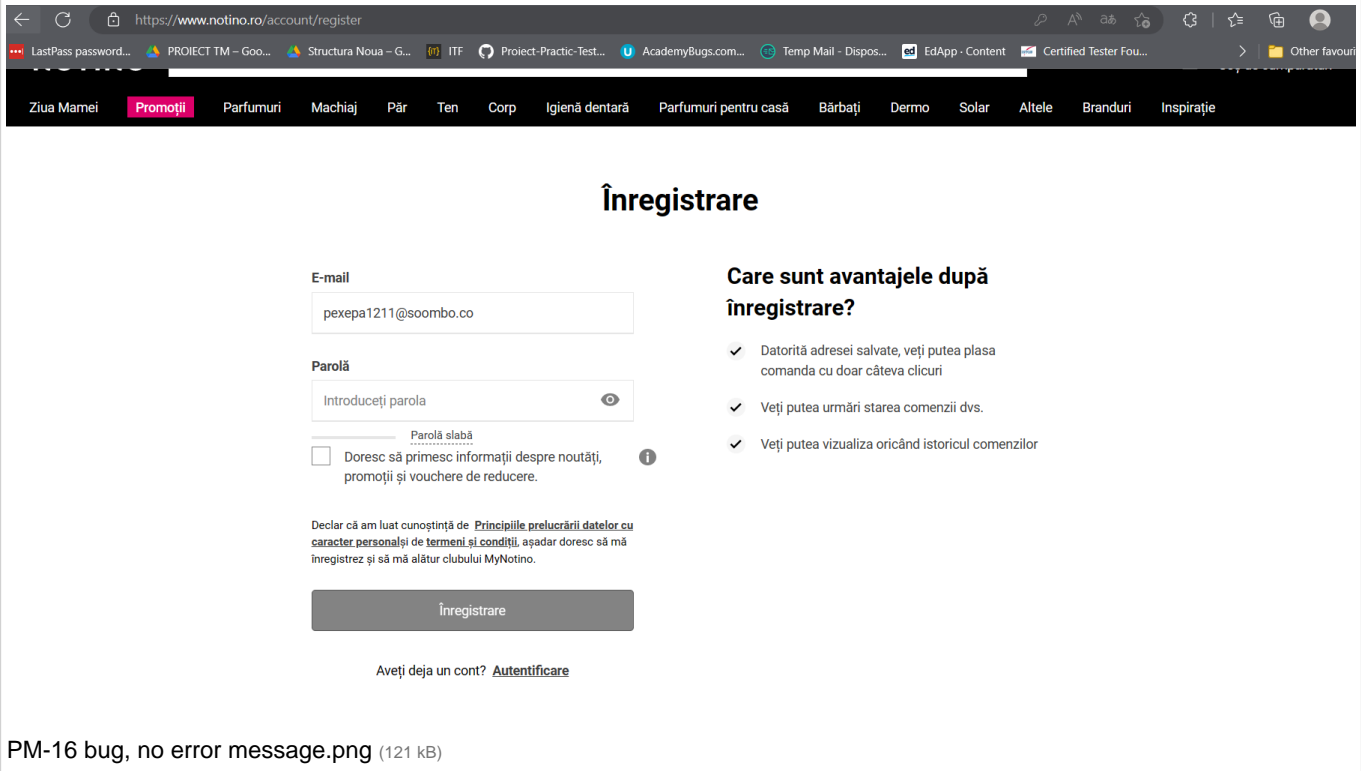 https://www.notino.ro/account/register
LastPass password... PROIECT TM – Goo... Structura Noua – G... ITF Proiect-Practic-Test... AcademyBugs.com... Temp Mail - Dispos... EdApp · Content Certified Tester Fou... Other favouri
NOTINO
Ziua Mamei Promoții Parfumuri Machiaj Păr Ten Corp Igienă dentară Parfumuri pentru casă Bărbați Dermo Solar Altele Branduri Inspirație
Înregistrare
E-mail
pexepa1211@soombo.co
Parolă
Introduceți parola
Parolă slabă
Doresc să primesc informații despre noutăți,
promoții și vouchere de reducere.
Declar că am luat cunoștință de Principiile prelucrării datelor cu
caracter personalși de termeni și condiții, așadar doresc să mă
înregistrez și să mă alătur clubului MyNotino.
Înregistrare
Aveți deja un cont? Autentificare
Care sunt avantajele după
înregistrare?
Datorită adresei salvate, veți putea plasa
comanda cu doar câteva clicuri
Veți putea urmări starea comenzii dvs.
Veți putea vizualiza oricând istoricul comenzilor
PM-16 bug, no error message.png (121 kB)